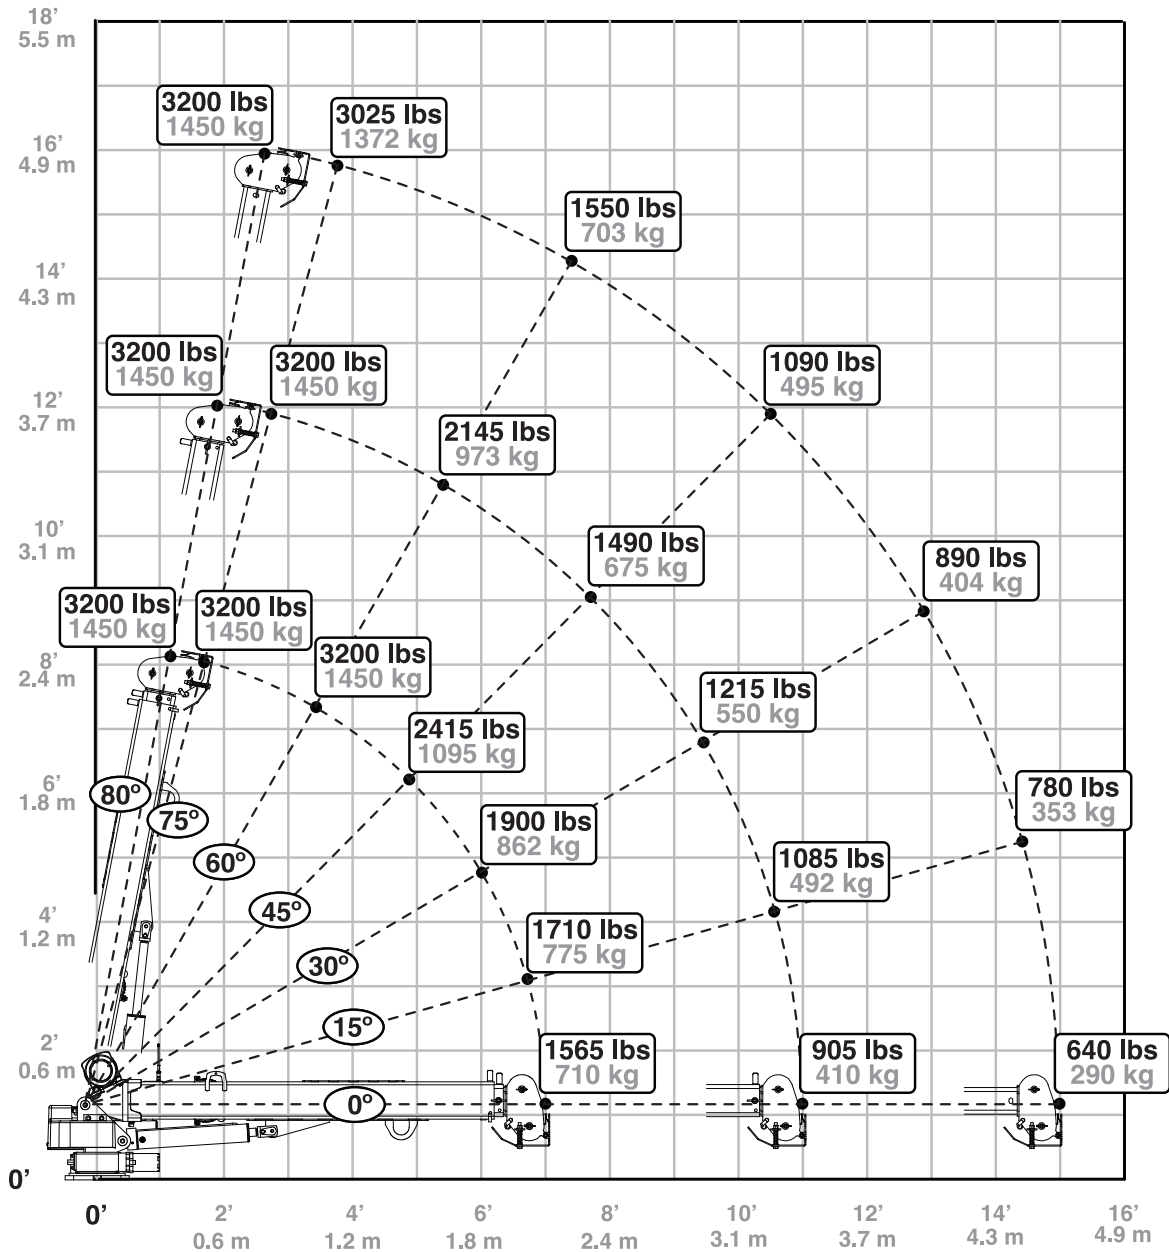 18’
5.5 m
3200 lbs
1450 kg
3025 lbs
1372 kg
16’
4.9 m
1550 lbs
703 kg
14’
4.3 m
3200 lbs
1450 kg
3200 lbs
1450 kg
1090 lbs
495 kg
12’
3.7 m
2145 lbs
973 kg
10’
3.1 m
1490 lbs
675 kg
890 lbs
404 kg
3200 lbs
1450 kg
3200 lbs
1450 kg
8’
2.4 m
3200 lbs
1450 kg
1215 lbs
550 kg
2415 lbs
1095 kg
6’
1.8 m
80°
75°
780 lbs
353 kg
1900 lbs
862 kg
60°
1085 lbs
492 kg
4’
1.2 m
45°
1710 lbs
775 kg
30°
15°
2’
0.6 m
1565 lbs
710 kg
905 lbs
410 kg
640 lbs
290 kg
0°
0’
0’
2’
0.6 m
4’
1.2 m
6’
1.8 m
8’
2.4 m
10’
3.1 m
12’
3.7 m
14’
4.3 m
16’
4.9 m